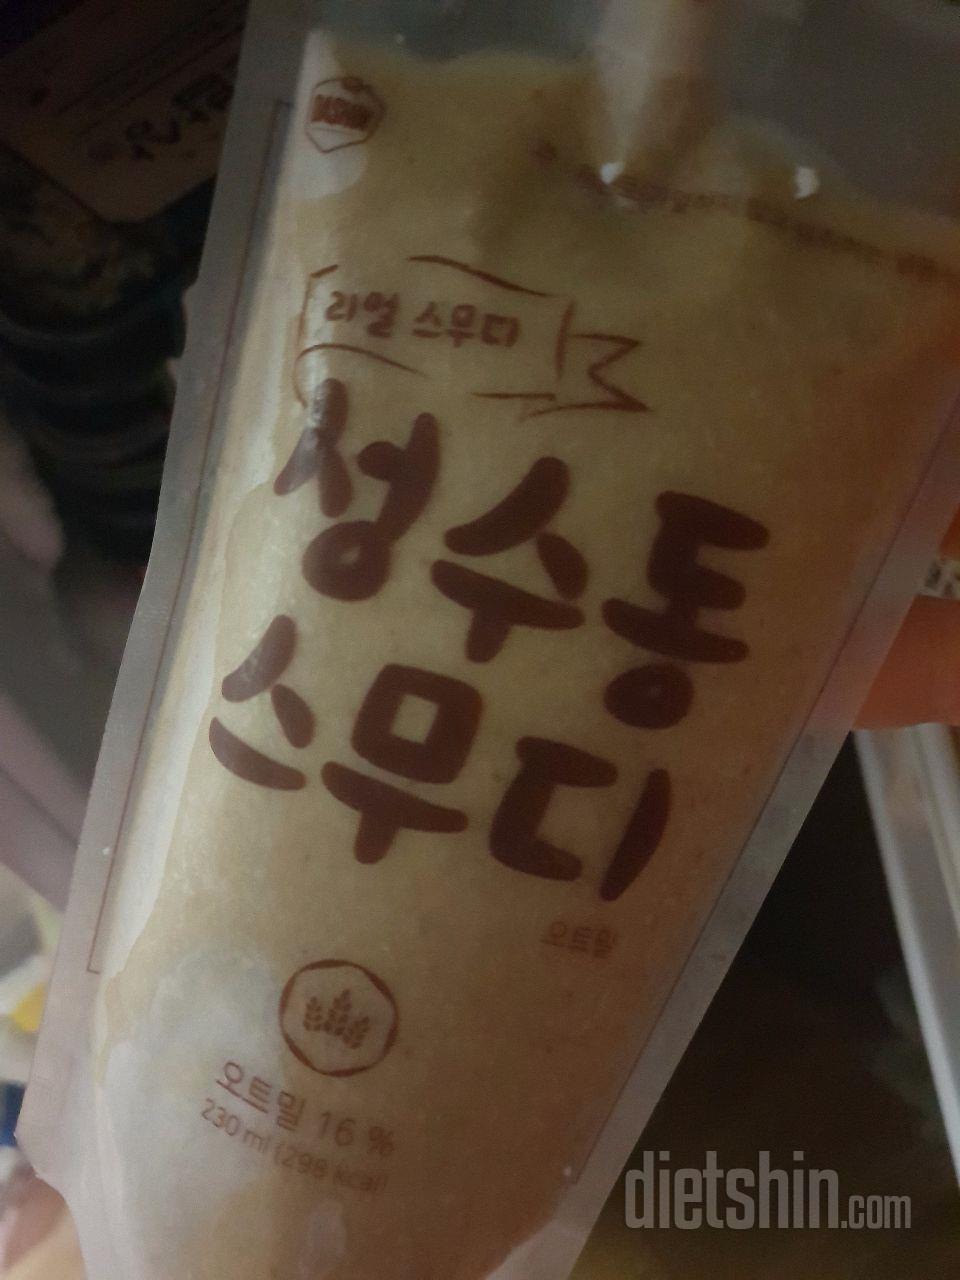 리얼 스무디
성수동
스무디
오트밀
오트밀 16 %
230 ml (298 kcal)
dietshin.com